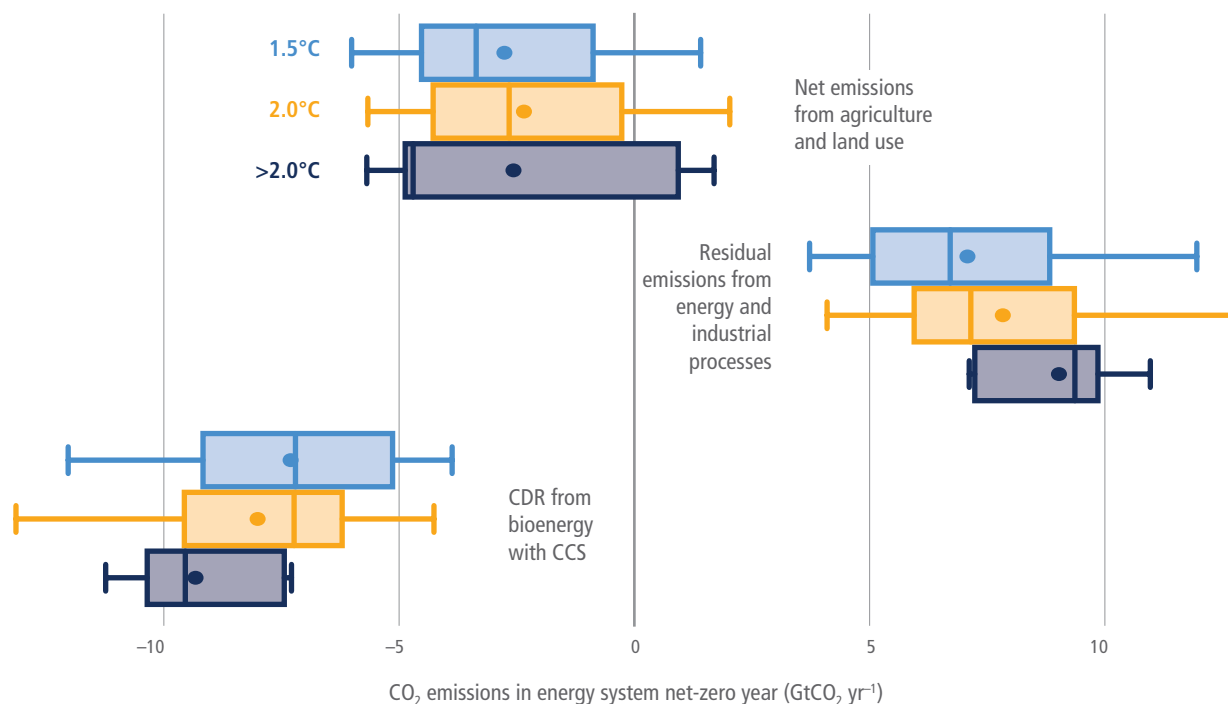 1.5°C
2.0°C
>2.0°C
Net emissions
from agriculture
and land use
Residual
emissions from
energy and
industrial
processes
CDR from
bioenergy
with CCS
–10
–5
0
5
10
CO₂ emissions in energy system net-zero year (GtCO₂ yr⁻¹)